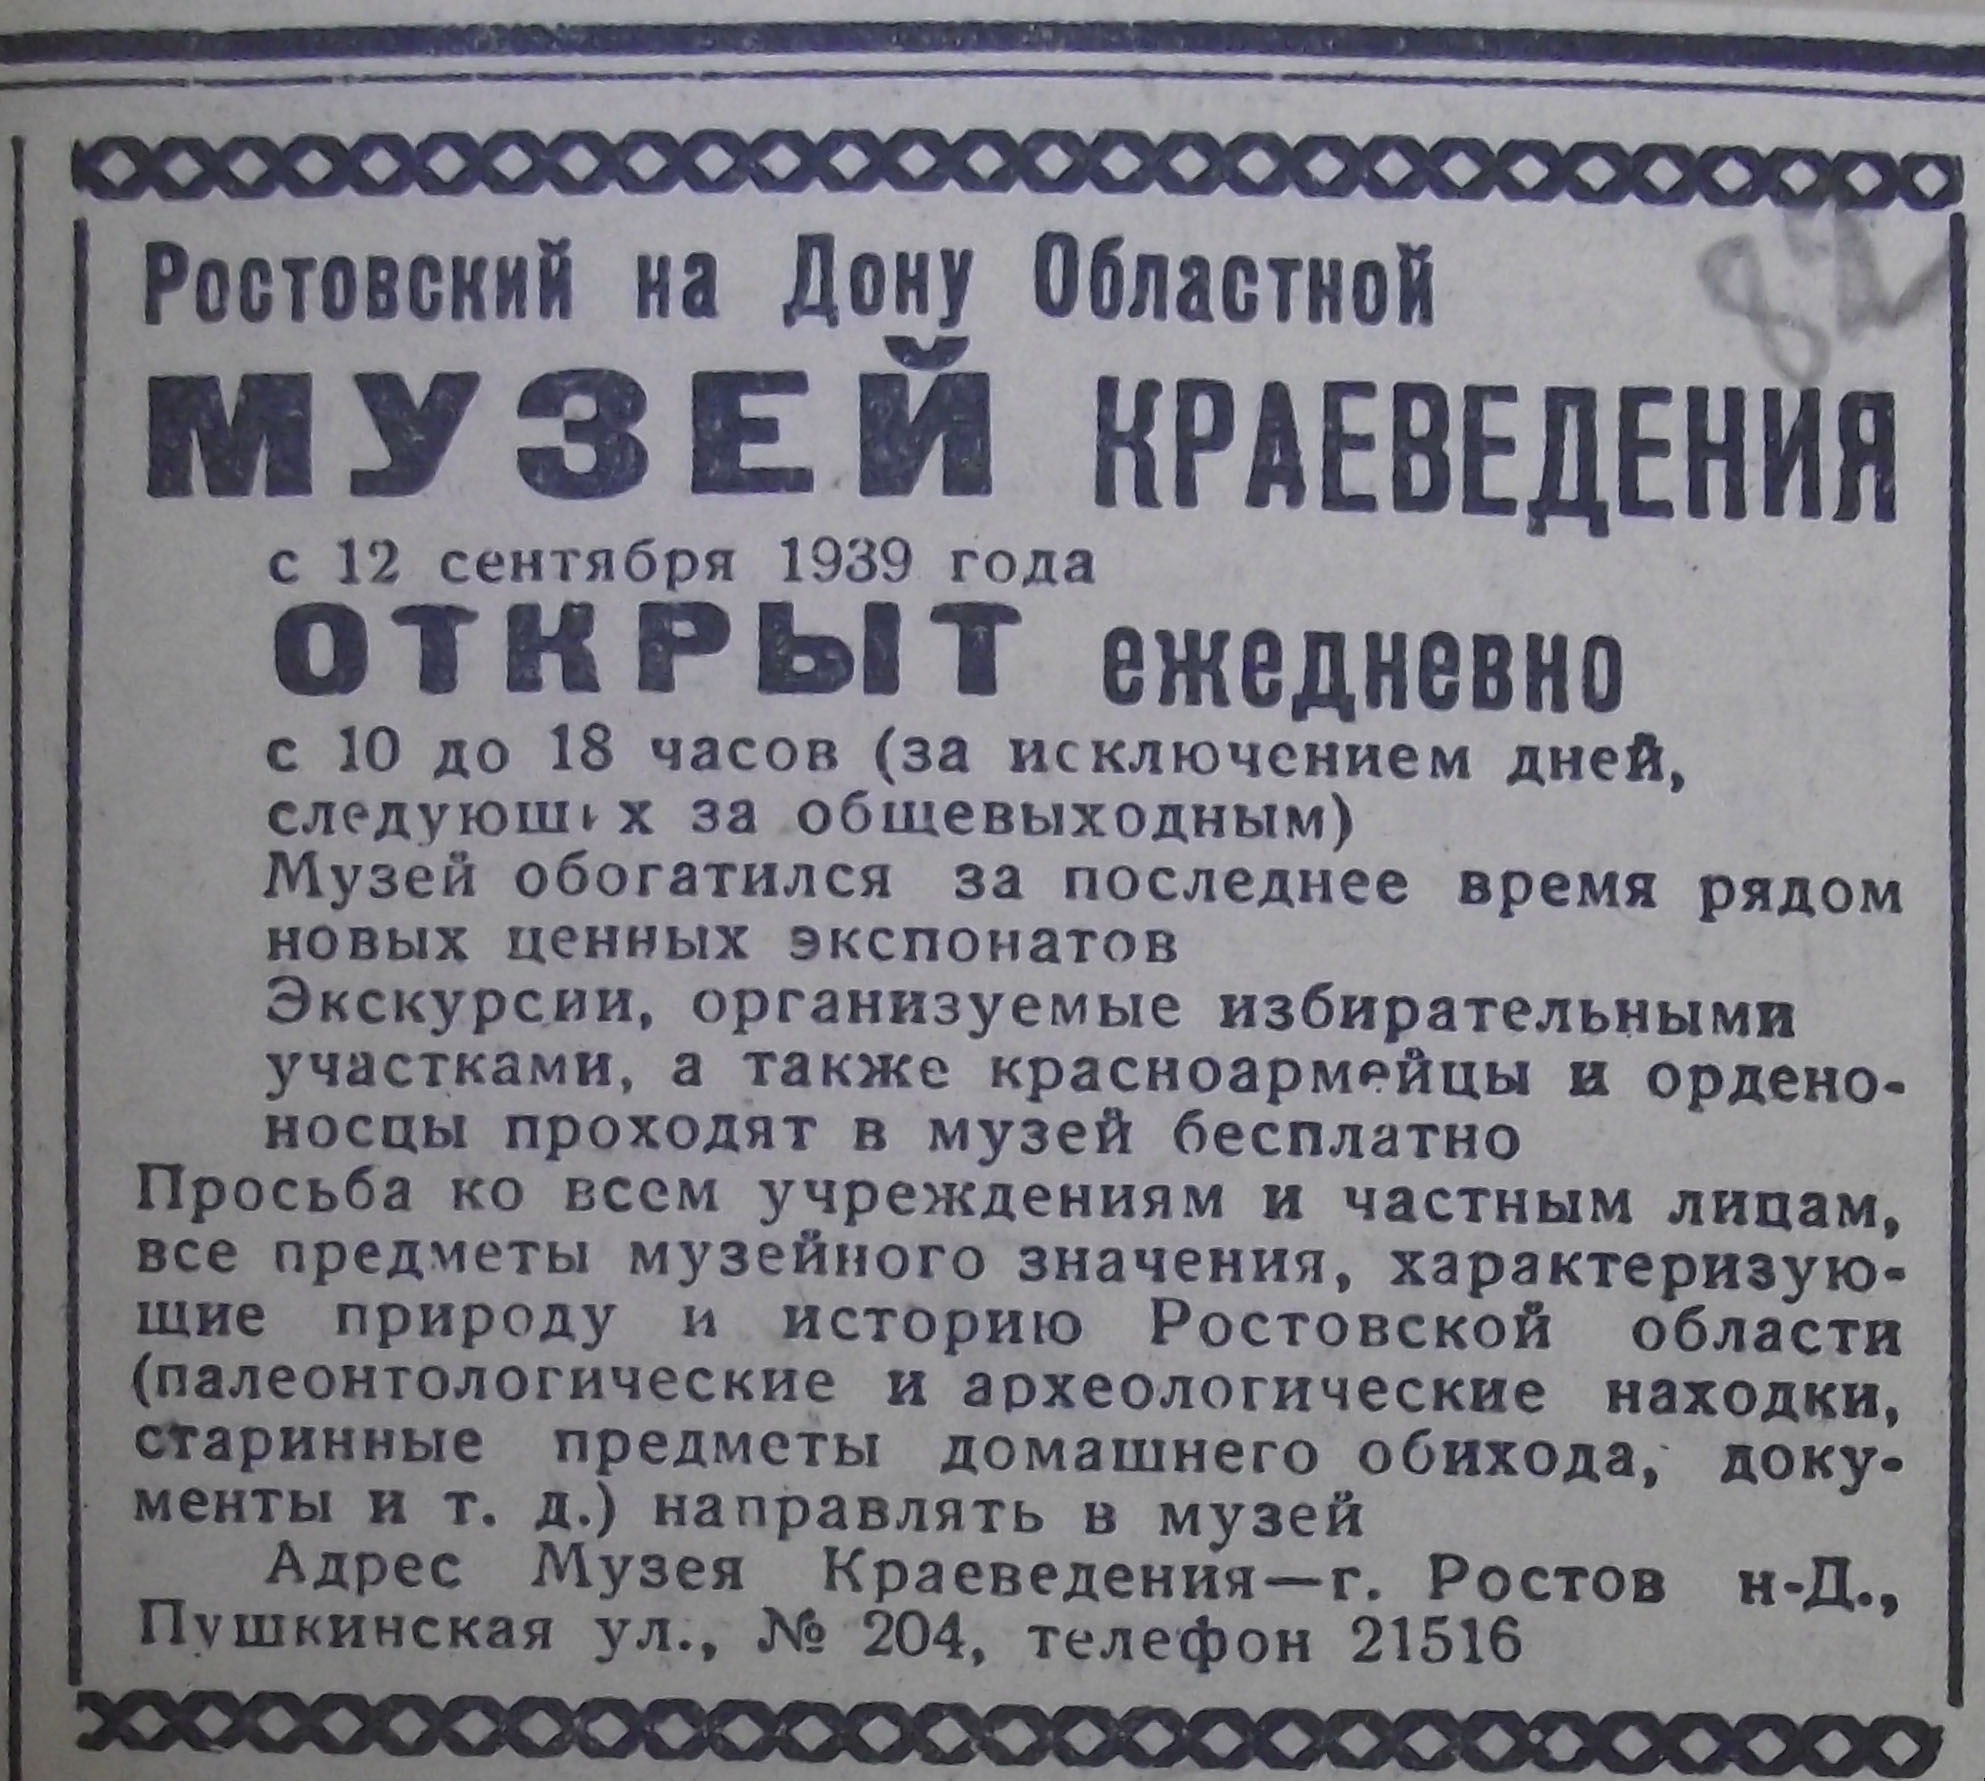 82
Ростовский на Дону Областной
МУЗЕЙ КРАЕВЕДЕНИЯ
с 12 сентября 1939 года
ОТКРЫТ ежедневно
с 10 до 18 часов (за исключением дней,
следующих за общевыходным)
Музей обогатился за последнее время рядом
новых ценных экспонатов
Экскурсии, организуемые избирательными
участками, а также красноармейцы и ордено-
носцы проходят в музей бесплатно
Просьба ко всем учреждениям и частным лицам,
все предметы музейного значения, характеризую-
щие природу и историю Ростовской области
(палеонтологические и археологические находки,
старинные предметы домашнего обихода, доку-
менты и т. д.) направлять в музей
Адрес Музея Краеведения—г. Ростов н-Д.,
Пушкинская ул., № 204, телефон 21516